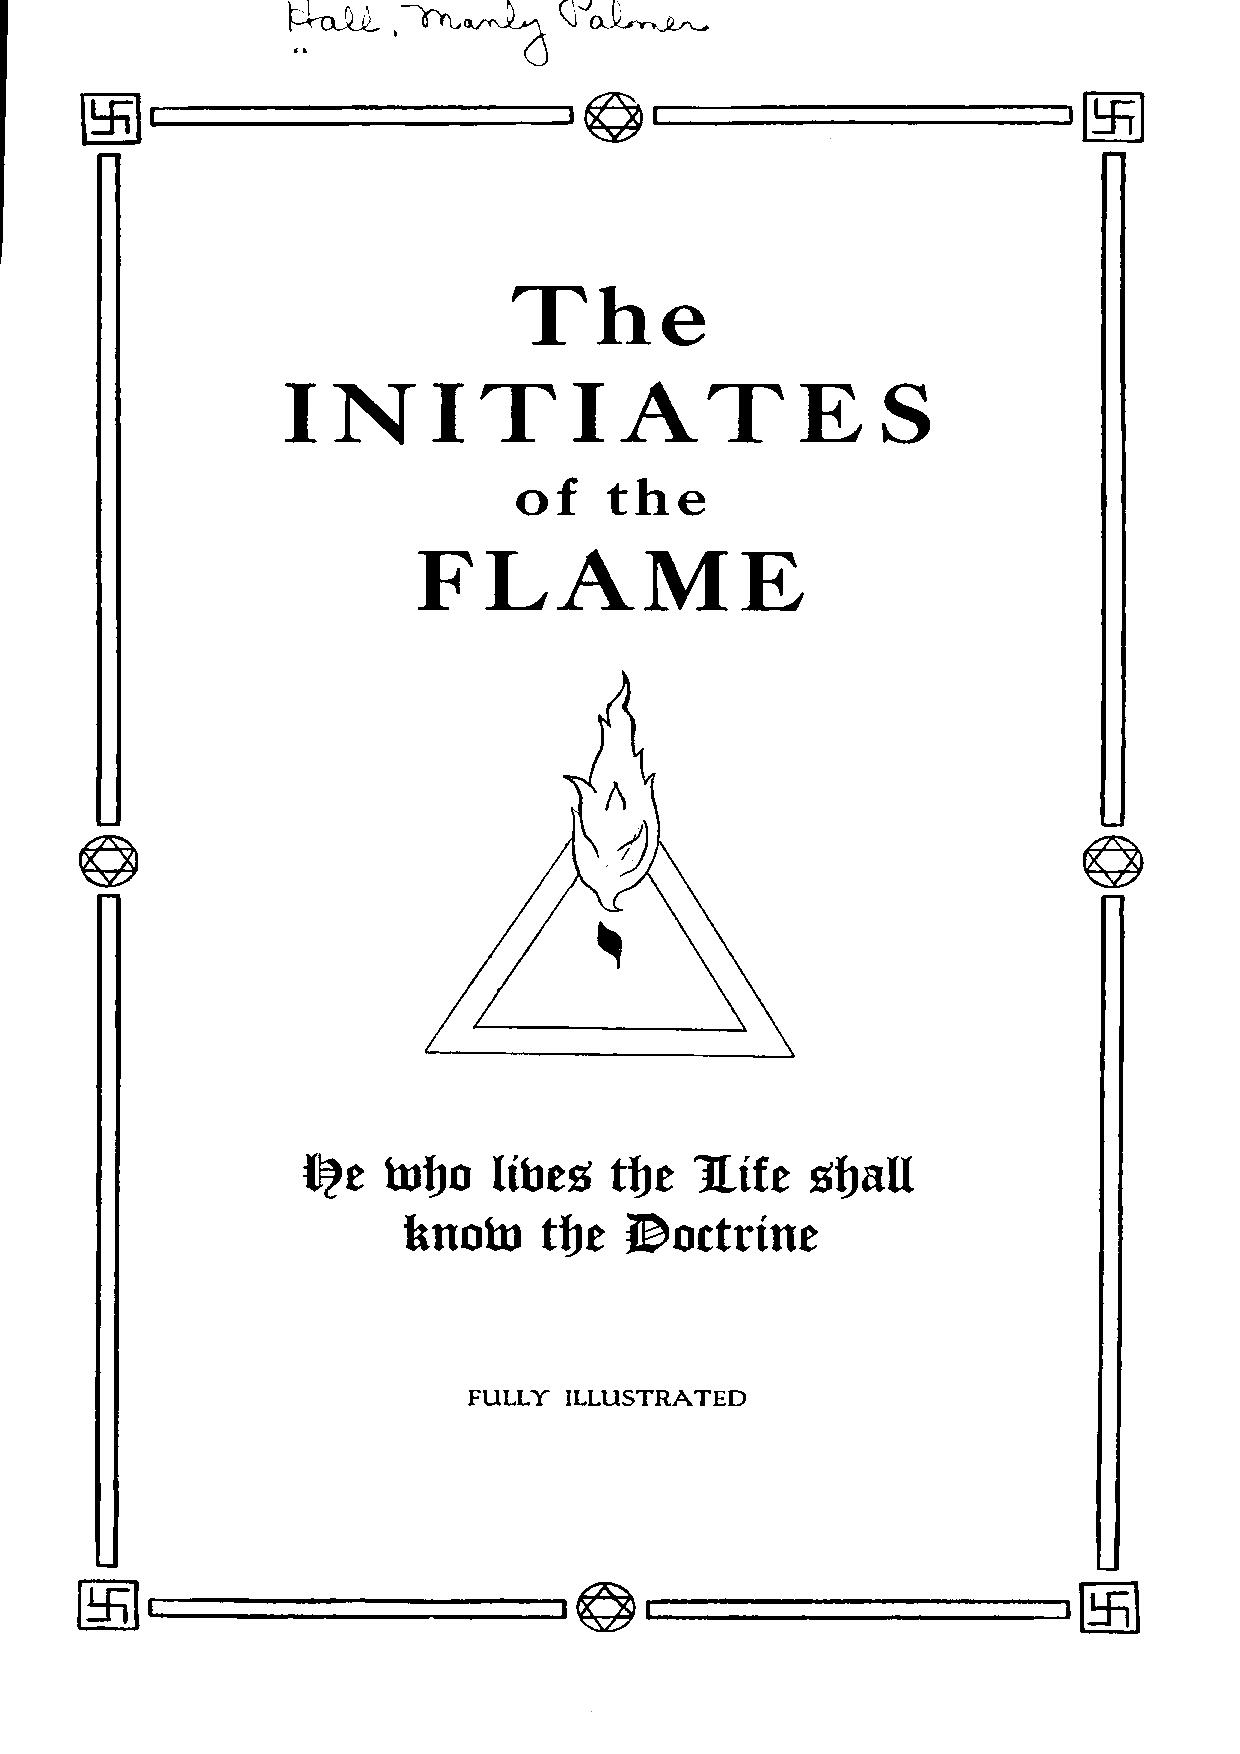 Hall, Manly Palmer
The
INITIATES
of the
FLAME
י
He who lives the Life shall
know the Doctrine
FULLY ILLUSTRATED